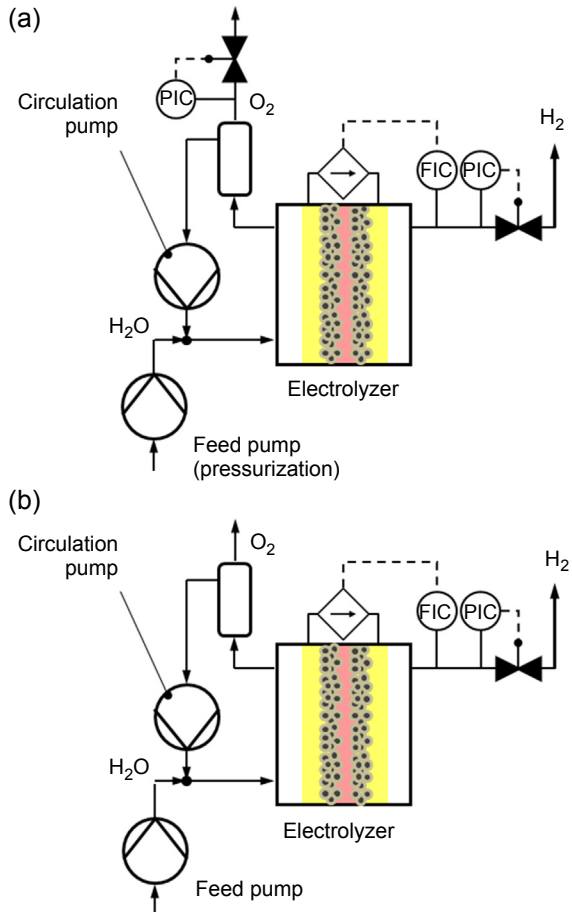 (a)
Circulation
pump
PIC
O2
H2
FIC
PIC
H2O
Electrolyzer
Feed pump
(pressurization)
(b)
Circulation
pump
O2
H2
FIC
PIC
H2O
Electrolyzer
Feed pump